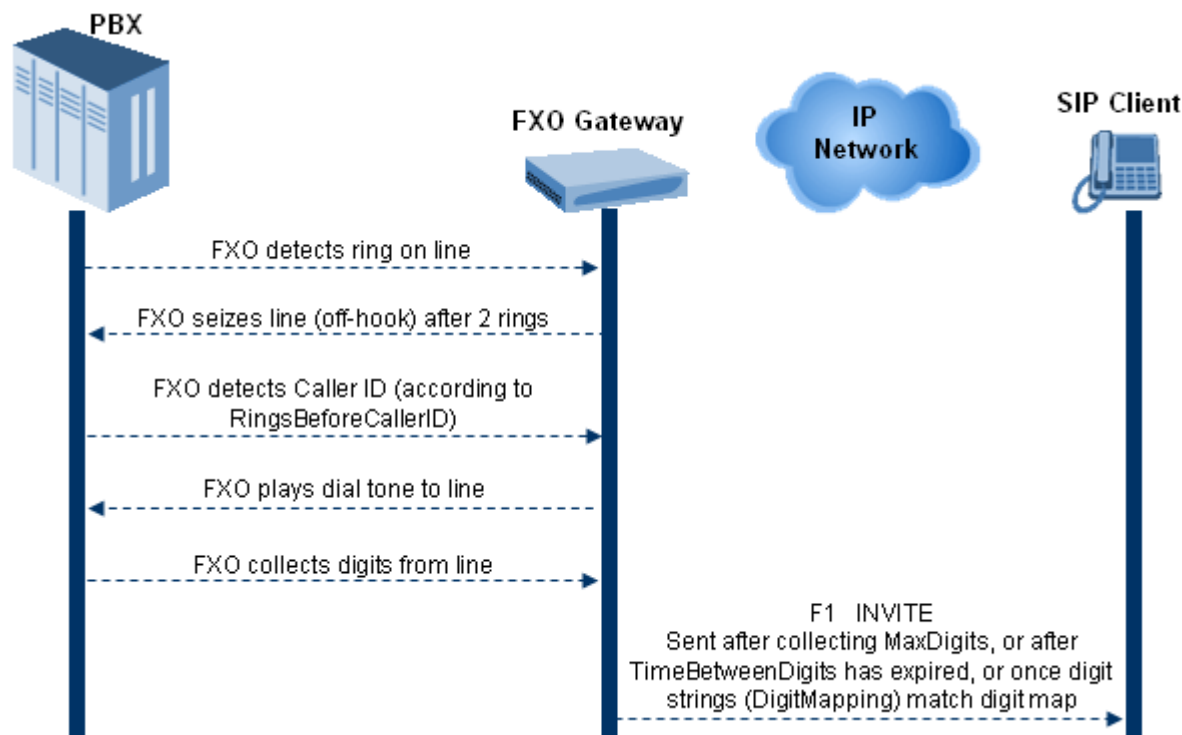 PBX
FXO Gateway
IP
Network
SIP Client
FXO detects ring on line
FXO seizes line (off-hook) after 2 rings
FXO detects Caller ID (according to
RingsBeforeCallerID)
FXO plays dial tone to line
FXO collects digits from line
F1 INVITE
Sent after collecting MaxDigits, or after
TimeBetweenDigits has expired, or once digit
strings (DigitMapping) match digit map